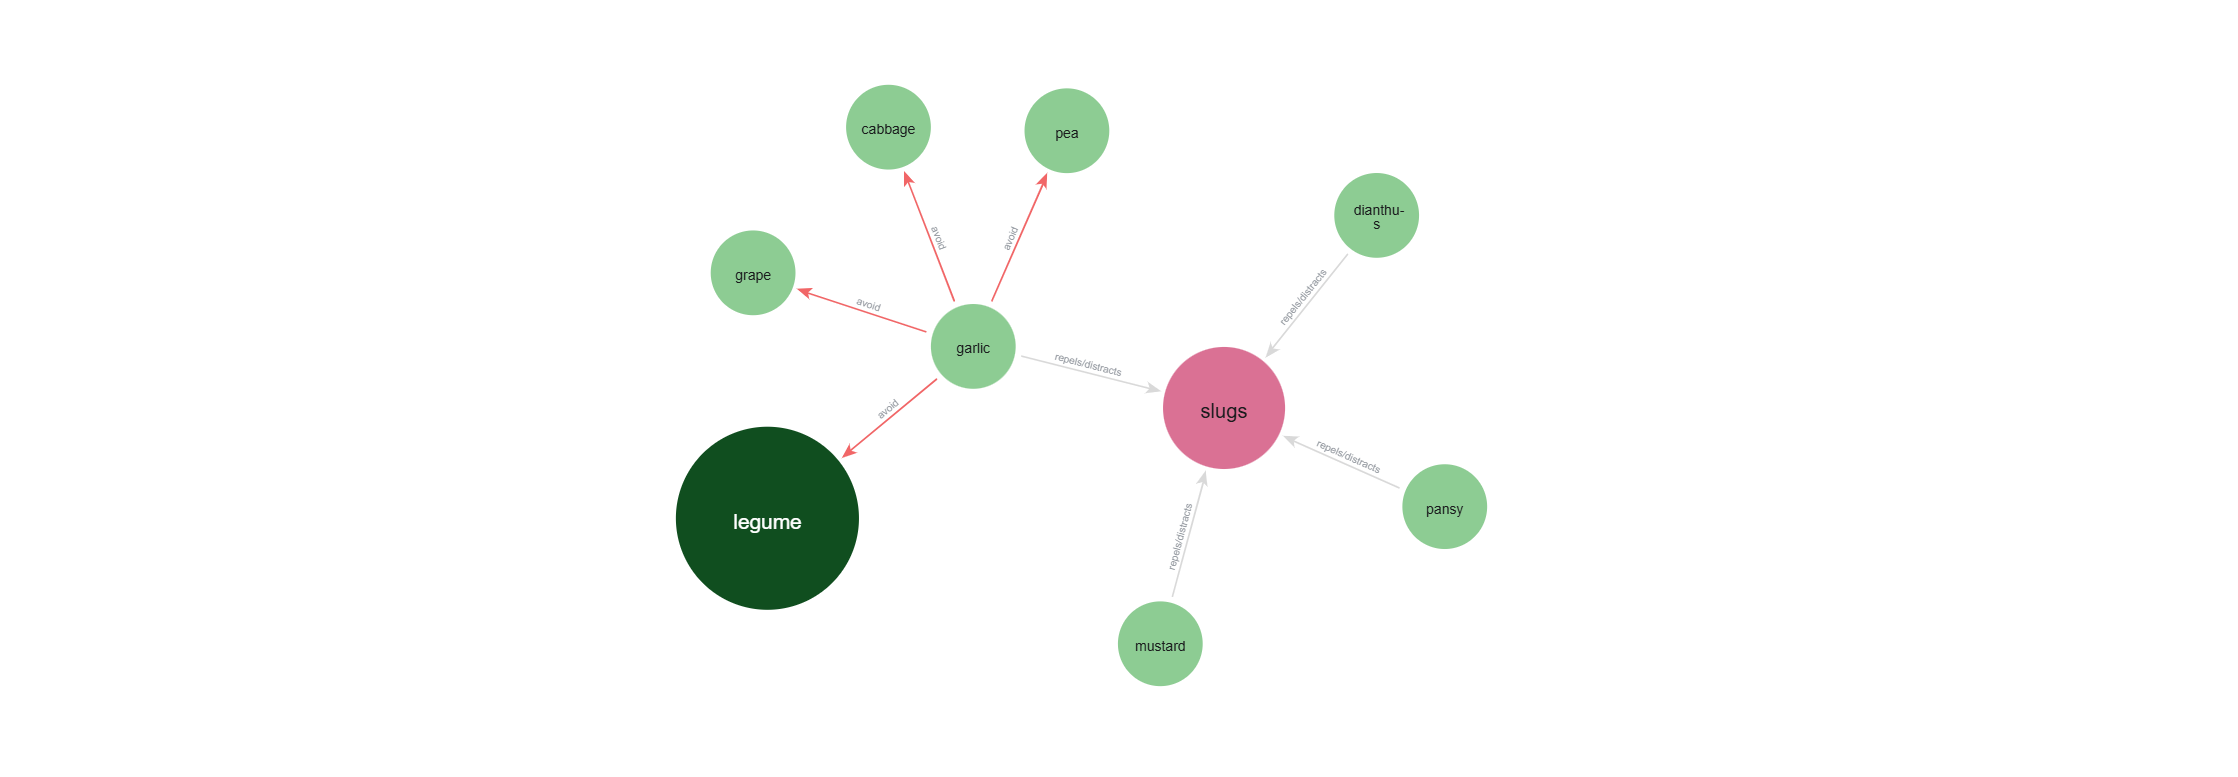 cabbage
pea
dianthu-
s
avoid
avoid
grape
avoid
repels/distracts
garlic
repels/distracts
avoid
slugs
repels/distracts
legume
pansy
repels/distracts
mustard